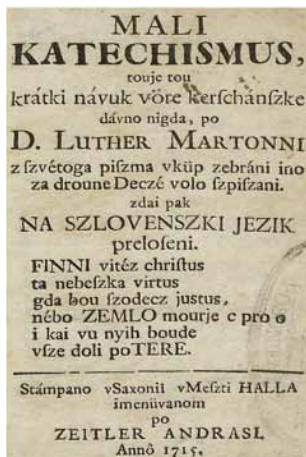 MALI
KATECHISMUS,
touje tou
krátki návuk vöre kerschánszke
dávno nigda, po
D. LUTHER MARTONNI
z szvétoga piszma vküp zebráni ino
za droune Deczé volo szpiszani.
zdai pak
NA SZLOVENSZKI JEZIK
preloseni.
FINNI vitéz christus
ta nebeszka virtus
gda bou szodecz justus,
nébo ZEMLO mourje c pro
i kai vu nyih boude
vsze doli poTERE.
Stámpano vSaxonii vMeszti HALLA
imenüvanom
po
ZEITLER ANDRASI.
Annô 1715.